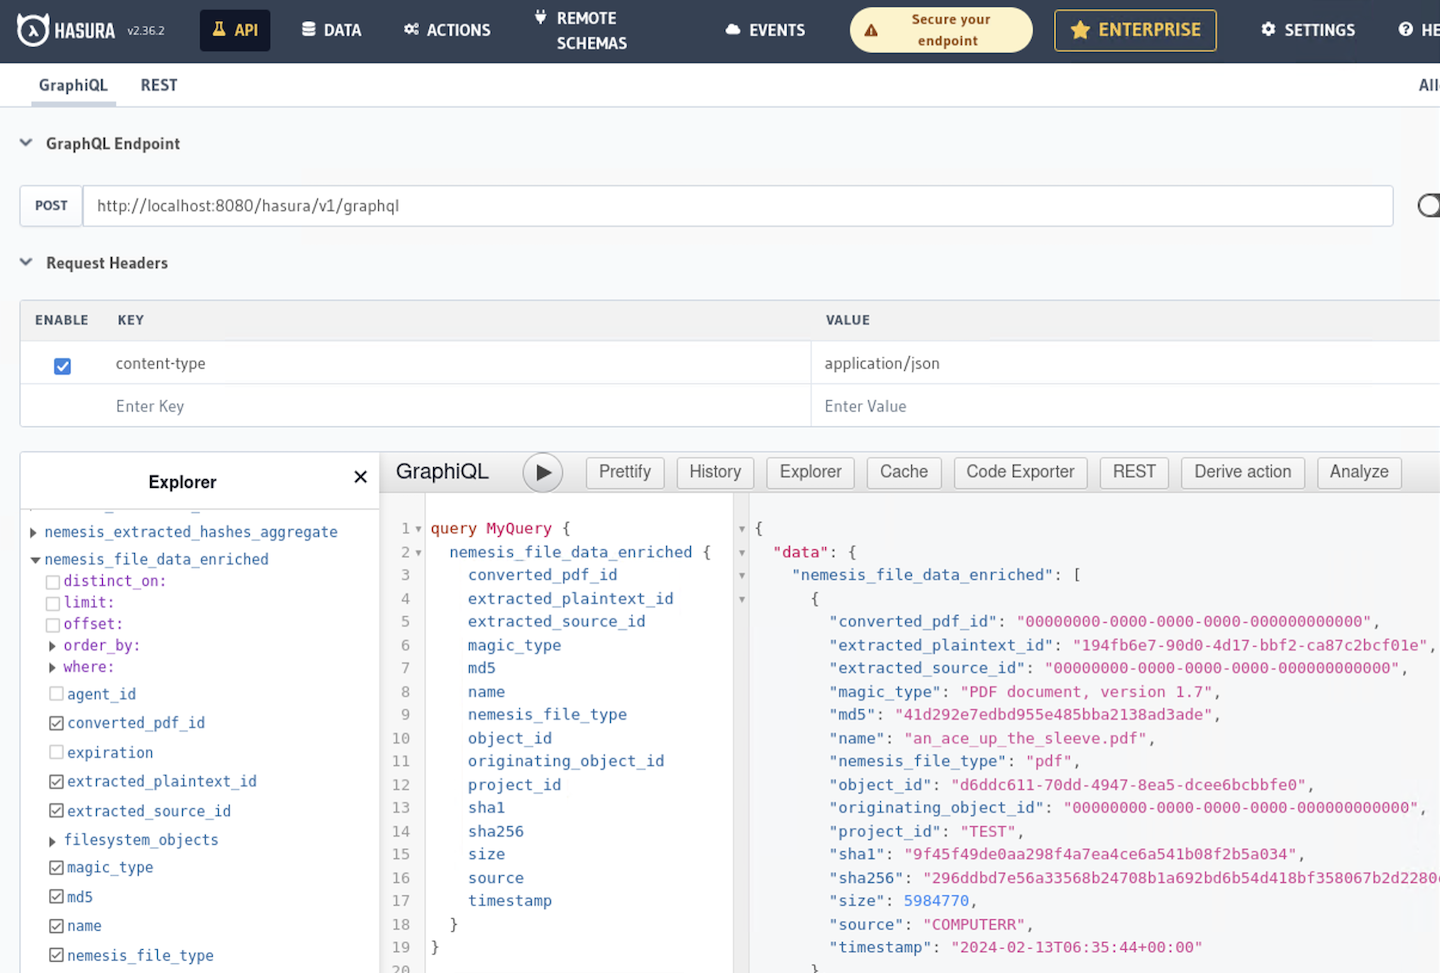 HASURA v2.36.2 API DATA ACTIONS REMOTE SCHEMAS EVENTS Secure your endpoint ENTERPRISE SETTINGS HE
GraphiQL REST All
GraphQL Endpoint
POST http://localhost:8080/hasura/v1/graphql
Request Headers
ENABLE KEY VALUE
content-type application/json
Enter Key Enter Value
Explorer
nemesis_extracted_hashes_aggregate
nemesis_file_data_enriched
distinct_on:
limit:
offset:
order_by:
where:
agent_id
converted_pdf_id
expiration
extracted_plaintext_id
extracted_source_id
filesystem_objects
magic_type
md5
name
nemesis_file_type
GraphiQL Prettify History Explorer Cache Code Exporter REST Derive action Analyze
1 query MyQuery {
2 nemesis_file_data_enriched {
3 converted_pdf_id
4 extracted_plaintext_id
5 extracted_source_id
6 magic_type
7 md5
8 name
9 nemesis_file_type
10 object_id
11 originating_object_id
12 project_id
13 sha1
14 sha256
15 size
16 source
17 timestamp
18 }
19 }
20
{
"data": {
"nemesis_file_data_enriched": [
{
"converted_pdf_id": "00000000-0000-0000-0000-000000000000",
"extracted_plaintext_id": "194fb6e7-90d0-4d17-bbf2-ca87c2bcf01e",
"extracted_source_id": "00000000-0000-0000-0000-000000000000",
"magic_type": "PDF document, version 1.7",
"md5": "41d292e7edbd955e485bba2138ad3ade",
"name": "an_ace_up_the_sleeve.pdf",
"nemesis_file_type": "pdf",
"object_id": "d6ddc611-70dd-4947-8ea5-dcee6bcbbfe0",
"originating_object_id": "00000000-0000-0000-0000-000000000000",
"project_id": "TEST",
"sha1": "9f45f49de0aa298f4a7ea4ce6a541b08f2b5a034",
"sha256": "296ddbd7e56a33568b24708b1a692bd6b54d418bf358067b2d2280
"size": 5984770,
"source": "COMPUTERR",
"timestamp": "2024-02-13T06:35:44+00:00"
}